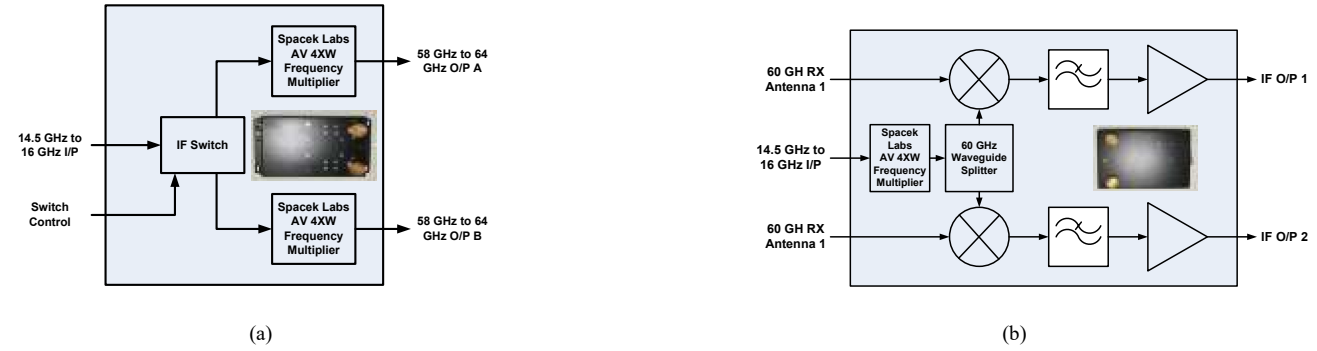 Spacek Labs
AV 4XW
Frequency
Multiplier
58 GHz to 64
GHz O/P A
14.5 GHz to
16 GHz I/P
IF Switch
Switch
Control
Spacek Labs
AV 4XW
Frequency
Multiplier
58 GHz to 64
GHz O/P B
(a)
60 GH RX
Antenna 1
IF O/P 1
14.5 GHz to
16 GHz I/P
Spacek
Labs
AV 4XW
Frequency
Multiplier
60 GHz
Waveguide
Splitter
60 GH RX
Antenna 1
IF O/P 2
(b)